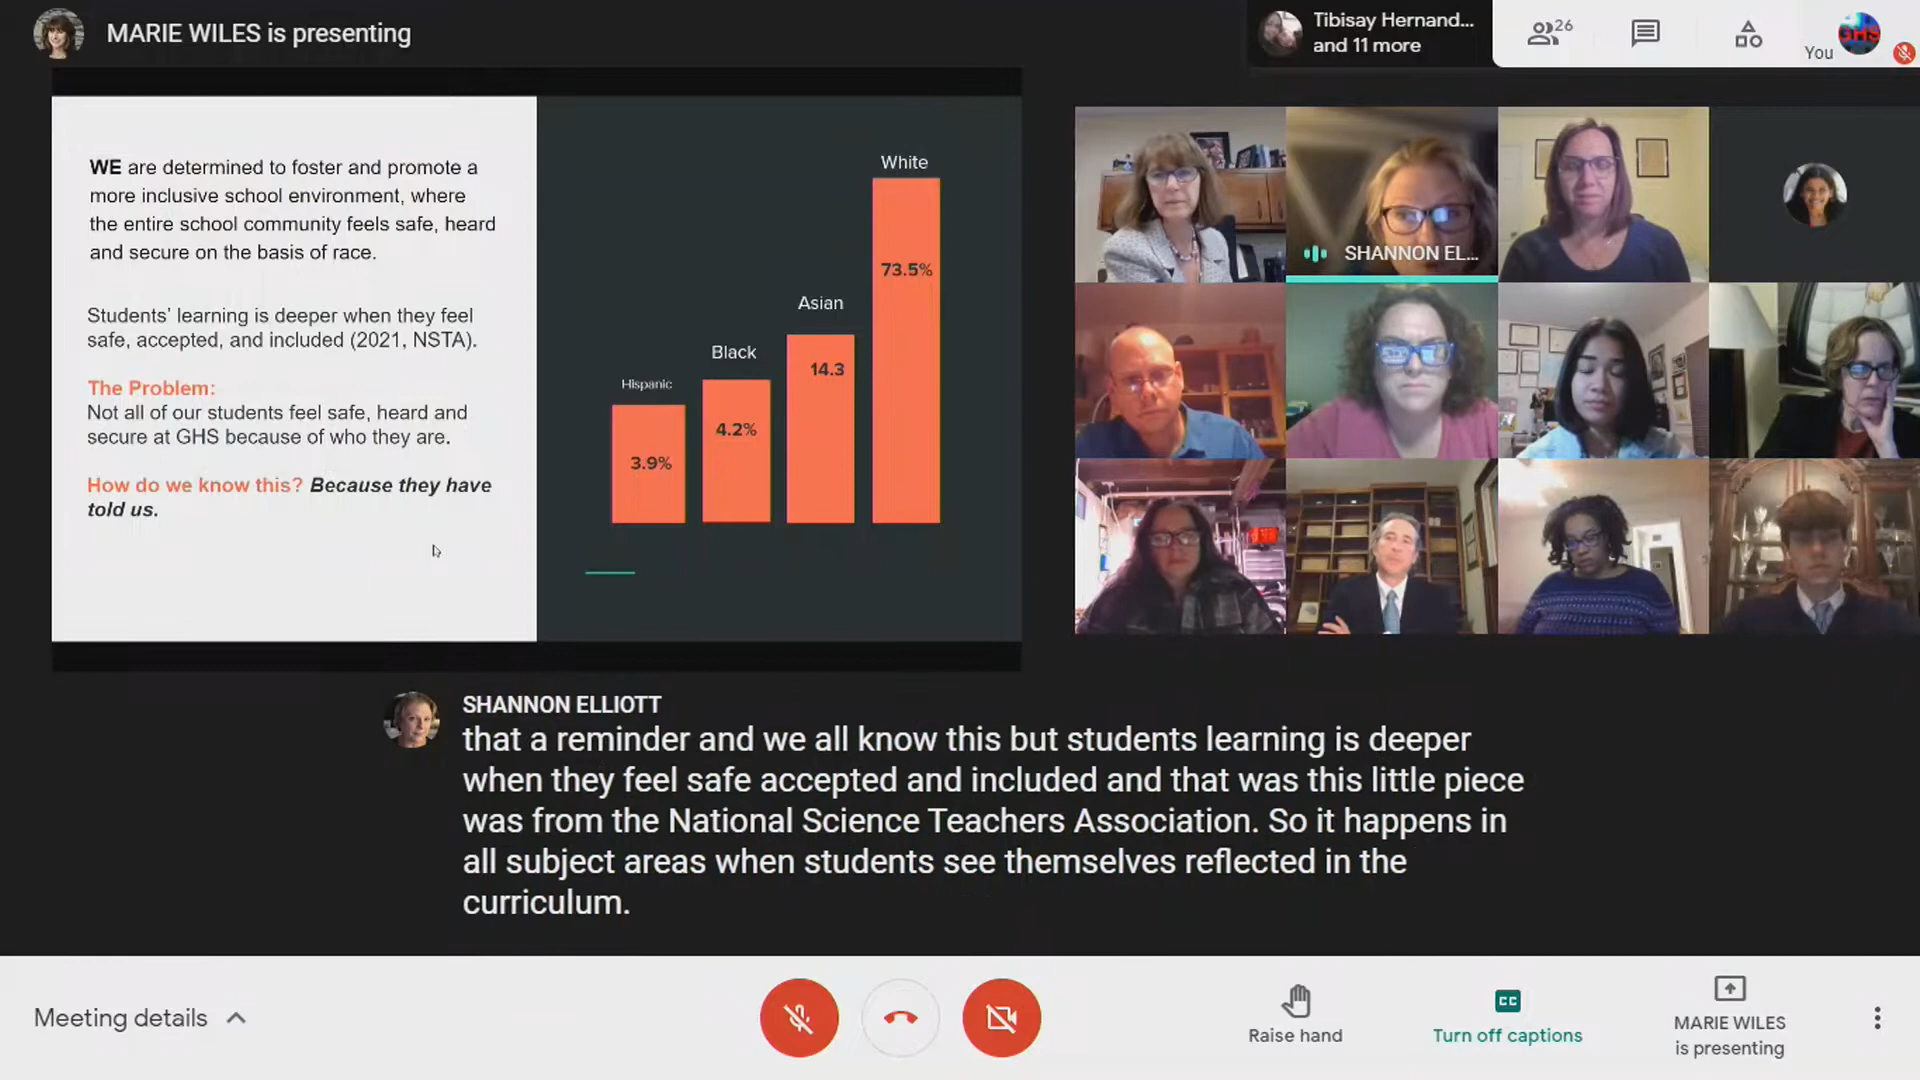 MARIE WILES is presenting
Tibisay Hernand...
and 11 more
26
You
GHS
WE are determined to foster and promote a
more inclusive school environment, where
the entire school community feels safe, heard
and secure on the basis of race.
Students' learning is deeper when they feel
safe, accepted, and included (2021, NSTA).
The Problem:
Not all of our students feel safe, heard and
secure at GHS because of who they are.
How do we know this? Because they have
told us.
White
73.5%
Asian
14.3
Black
4.2%
Hispanic
3.9%
SHANNON EL...
SHANNON ELLIOTT
that a reminder and we all know this but students learning is deeper
when they feel safe accepted and included and that was this little piece
was from the National Science Teachers Association. So it happens in
all subject areas when students see themselves reflected in the
curriculum.
Meeting details
Raise hand
CC
Turn off captions
MARIE WILES
is presenting